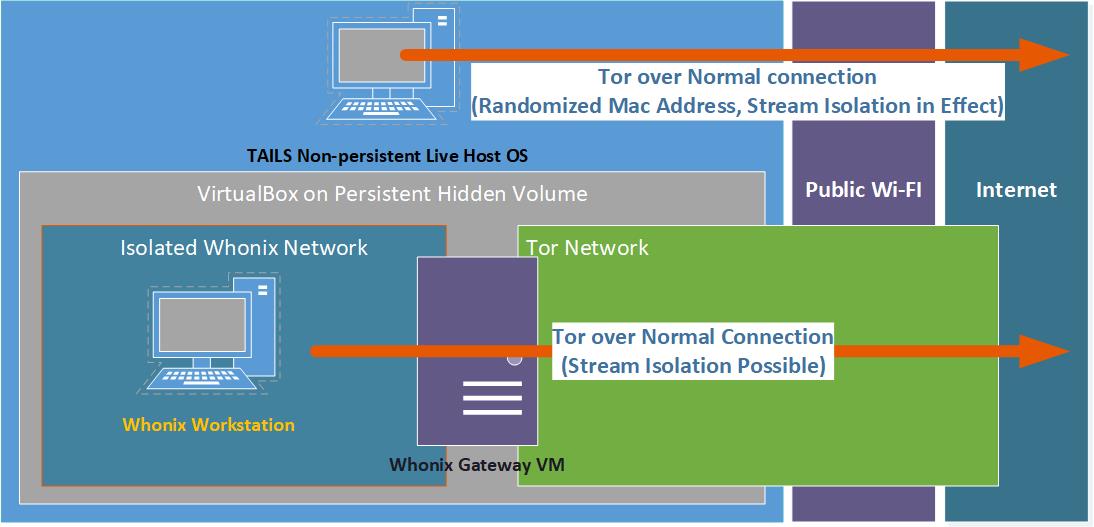 Tor over Normal connection
(Randomized Mac Address, Stream Isolation in Effect)
TAILS Non-persistent Live Host OS
VirtualBox on Persistent Hidden Volume
Public Wi-FI
Internet
Isolated Whonix Network
Tor Network
Tor over Normal Connection
(Stream Isolation Possible)
Whonix Workstation
Whonix Gateway VM